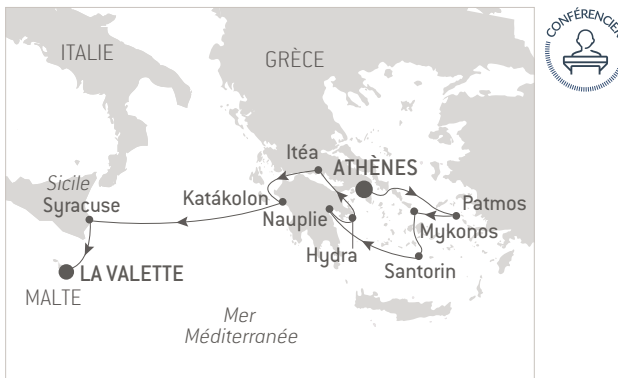 CONFÉRENCIER
ITALIE
GRÈCE
Itéa
ATHÈNES
Sicile
Syracuse
Katákolon
Nauplie
Patmos
Mykonos
Hydra
Santorin
LA VALETTE
MALTE
Mer
Méditerranée